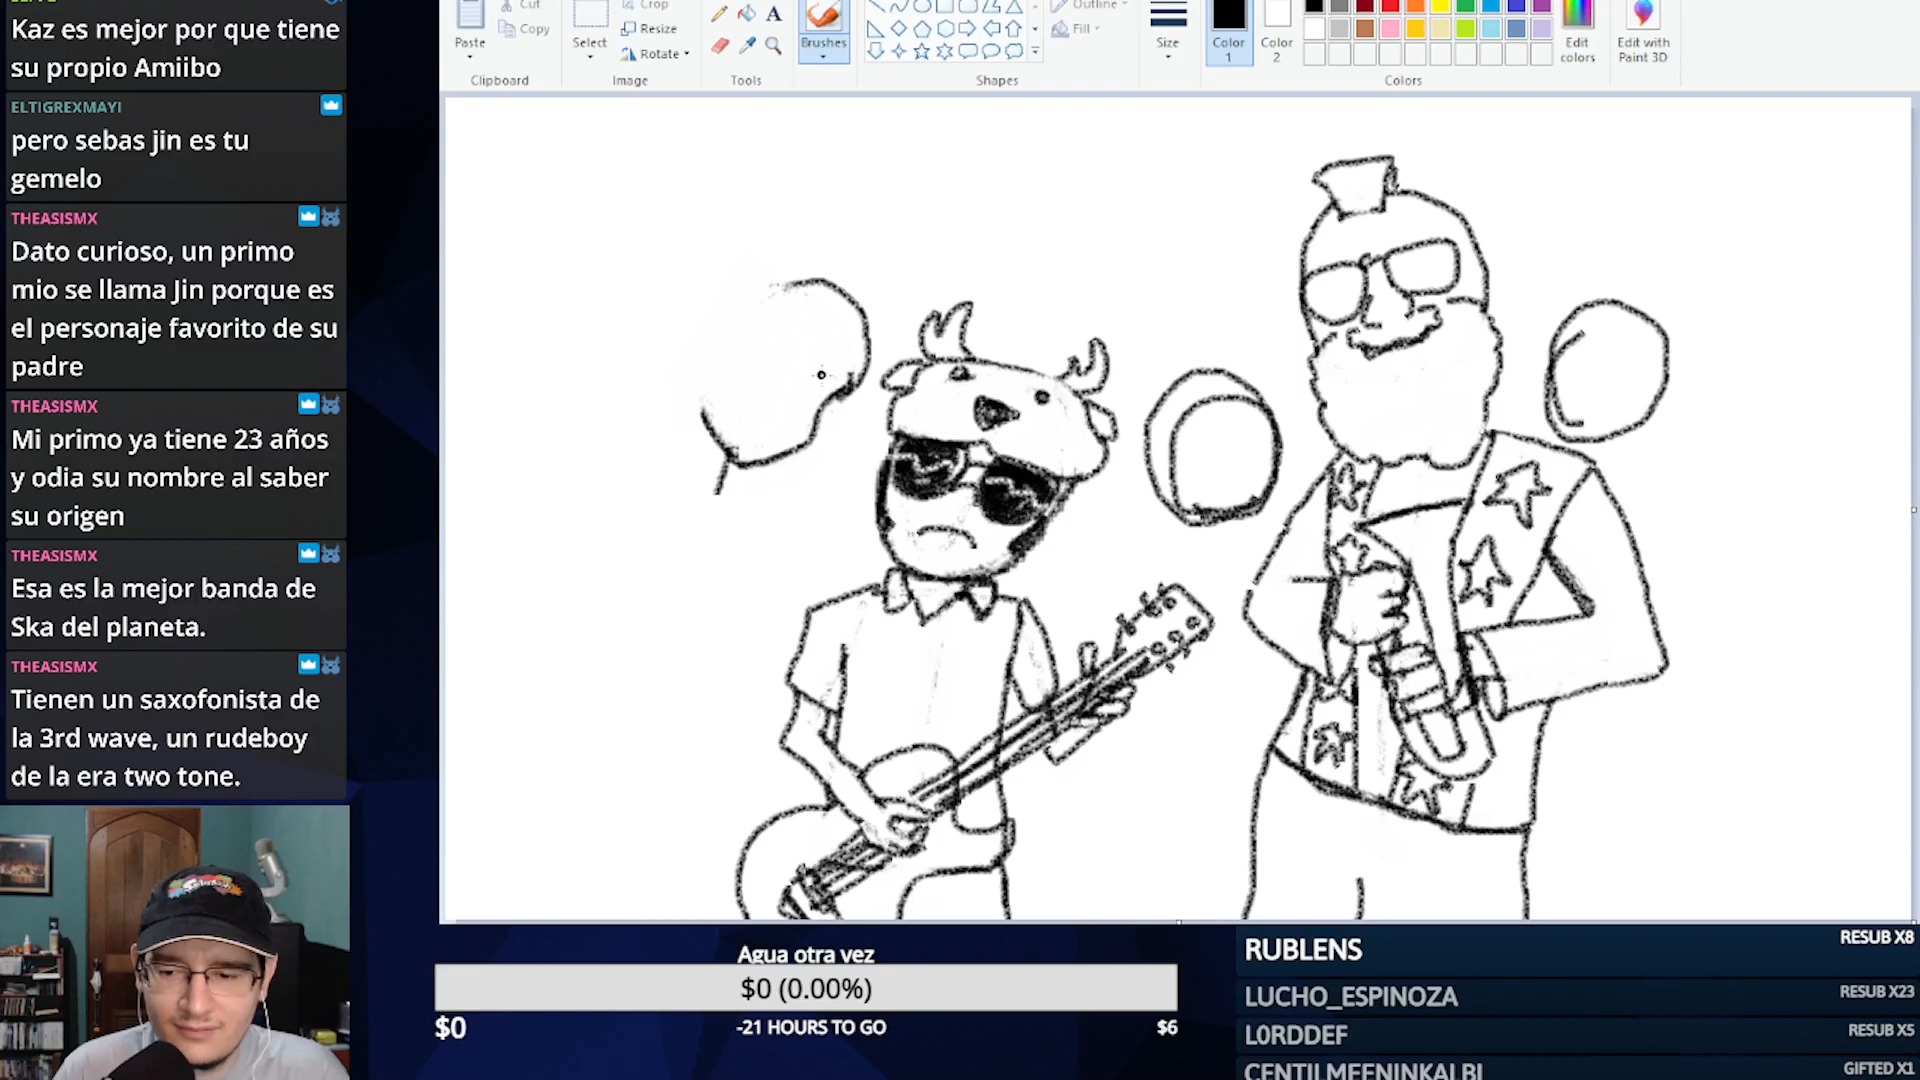 Kaz es mejor por que tiene
su propio Amiibo
ELTIGREXMAYI
pero sebas jin es tu
gemelo
THEASISMX
Dato curioso, un primo
mio se llama Jin porque es
el personaje favorito de su
padre
THEASISMX
Mi primo ya tiene 23 años
y odia su nombre al saber
su origen
THEASISMX
Esa es la mejor banda de
Ska del planeta.
THEASISMX
Tienen un saxofonista de
la 3rd wave, un rudeboy
de la era two tone.
Cut
Copy
Paste
Clipboard
Crop
Resize
Rotate
Select
Image
A
Tools
Brushes
Outline
Fill
Shapes
Size
Color
1
Color
2
Colors
Edit
colors
Edit with
Paint 3D
Agua otra vez
$0 (0.00%)
$0
-21 HOURS TO GO
$6
RUBLENS
RESUB X8
LUCHO_ESPINOZA
RESUB X23
L0RDDEF
RESUB X5
CENTILMEENINKALBI
GIFTED X1